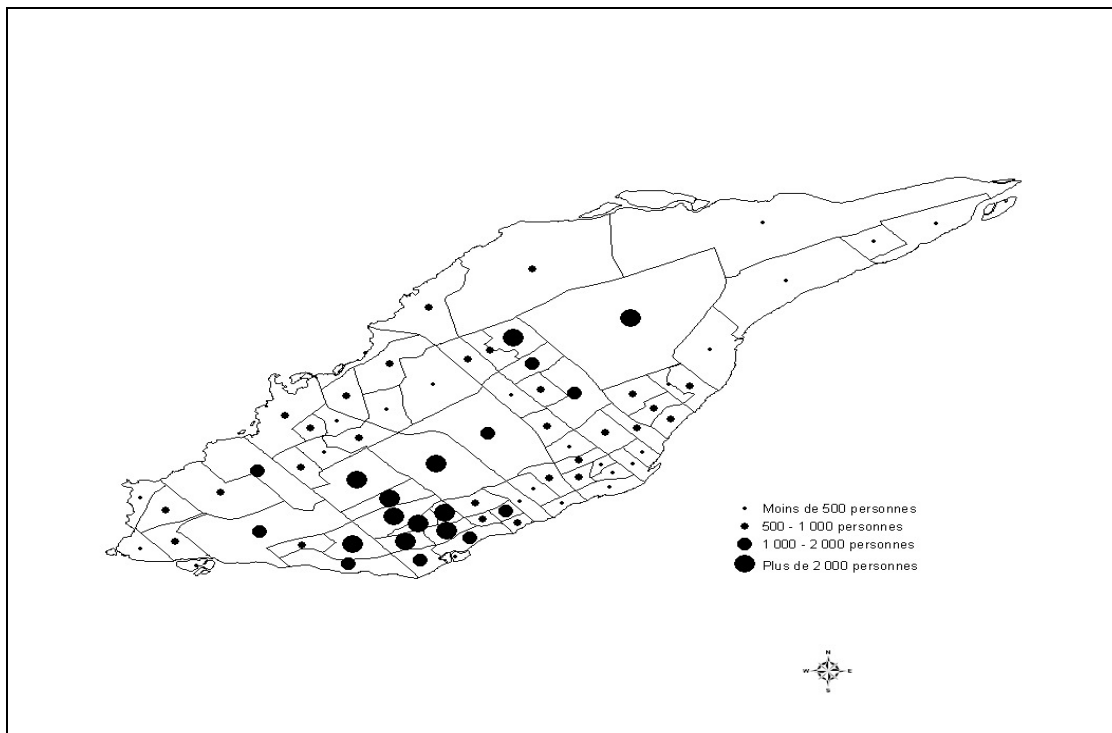 Moins de 500 personnes
500 - 1 000 personnes
1 000 - 2 000 personnes
Plus de 2 000 personnes
N
W E
S